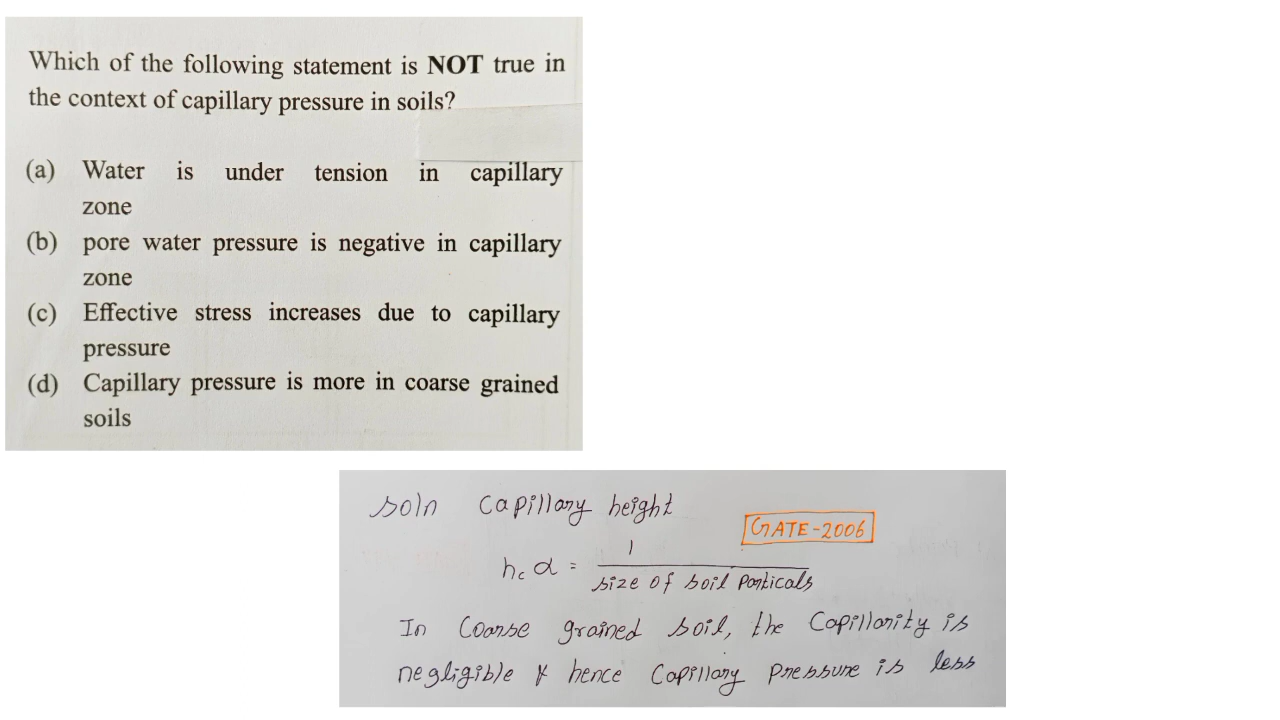 Which of the following statement is NOT true in
the context of capillary pressure in soils?
(a) Water is under tension in capillary
zone
(b) pore water pressure is negative in capillary
zone
(c) Effective stress increases due to capillary
pressure
(d) Capillary pressure is more in coarse grained
soils
Soln Capillary height
GATE-2006
hc α = 1
size of soil Particals
In Coarse grained soil, the Capillarity is
negligible & hence Capillary Pressure is less